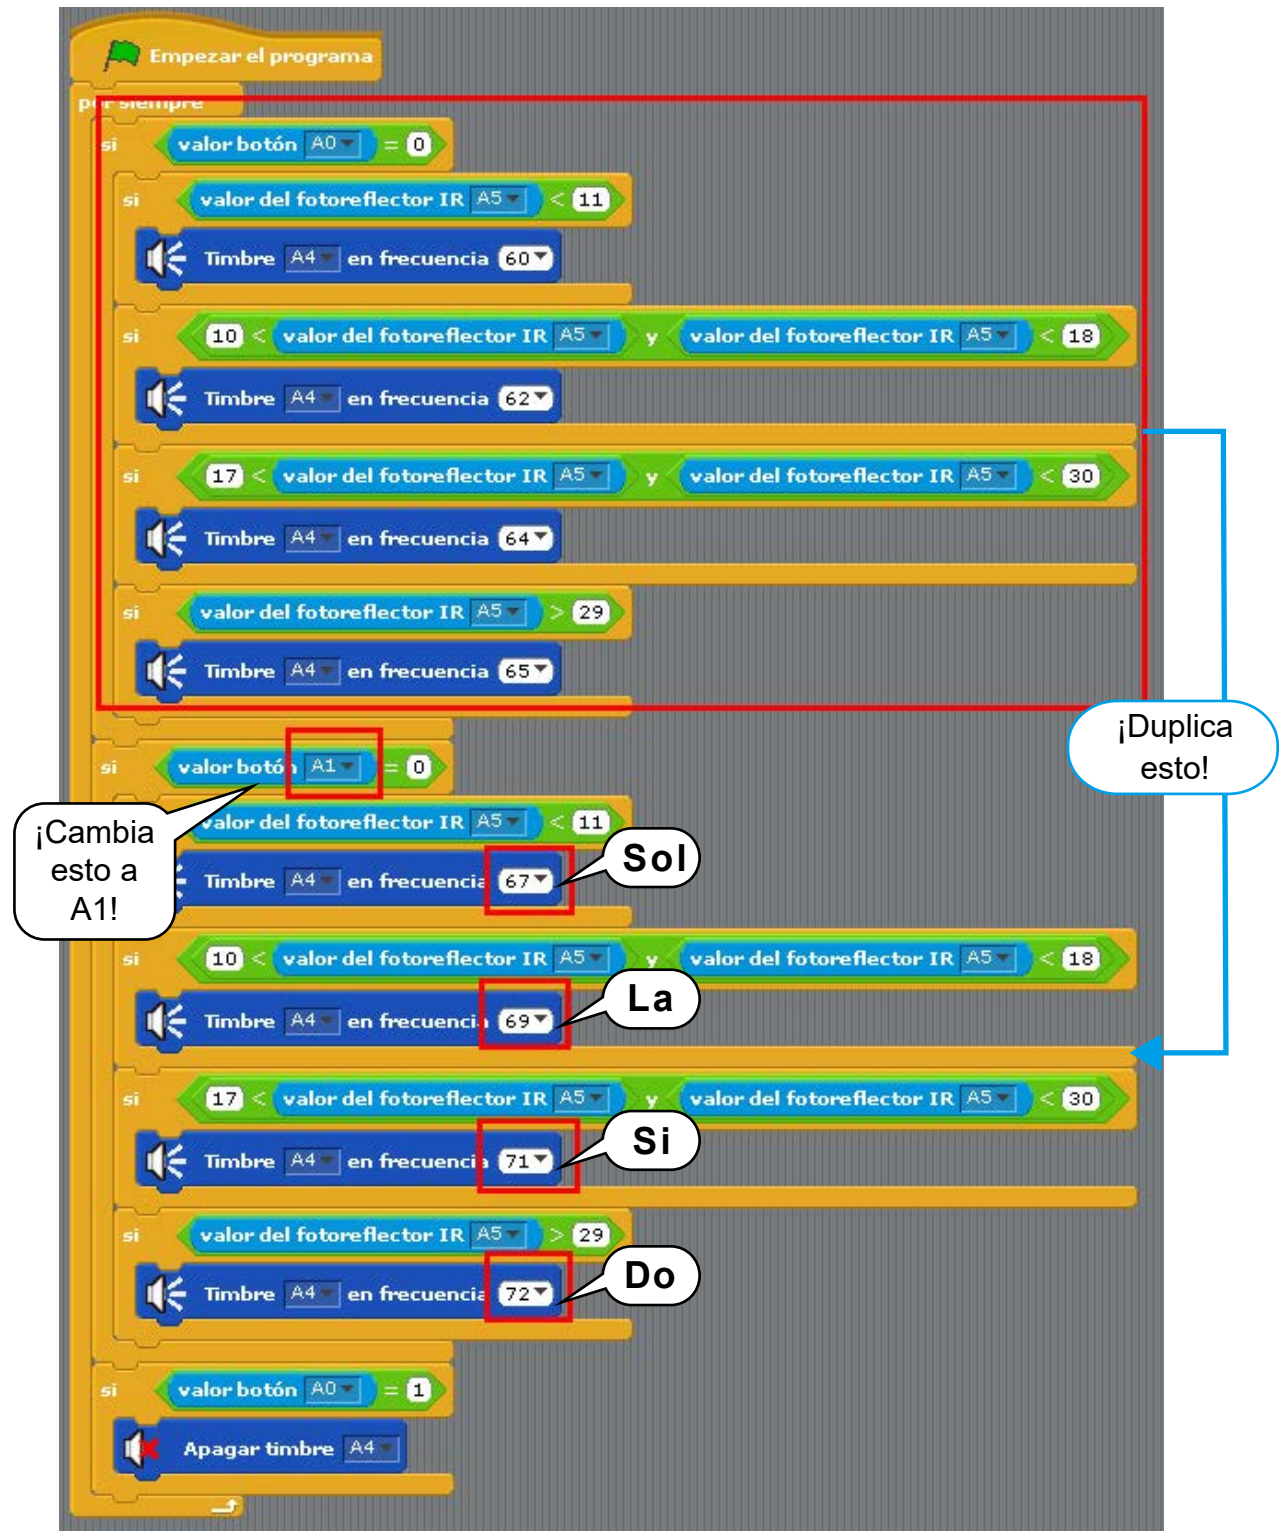 Empezar el programa
por siempre
si valor botón A0 = 0
si valor del fotoreflector IR A5 < 11
Timbre A4 en frecuencia 60
si 10 < valor del fotoreflector IR A5 y valor del fotoreflector IR A5 < 18
Timbre A4 en frecuencia 62
si 17 < valor del fotoreflector IR A5 y valor del fotoreflector IR A5 < 30
Timbre A4 en frecuencia 64
si valor del fotoreflector IR A5 > 29
Timbre A4 en frecuencia 65
¡Duplica
esto!
si valor botón A1 = 0
¡Cambia
esto a
A1!
valor del fotoreflector IR A5 < 11
Timbre A4 en frecuencia 67
Sol
si 10 < valor del fotoreflector IR A5 y valor del fotoreflector IR A5 < 18
Timbre A4 en frecuencia 69
La
si 17 < valor del fotoreflector IR A5 y valor del fotoreflector IR A5 < 30
Timbre A4 en frecuencia 71
Si
si valor del fotoreflector IR A5 > 29
Timbre A4 en frecuencia 72
Do
si valor botón A0 = 1
Apagar timbre A4